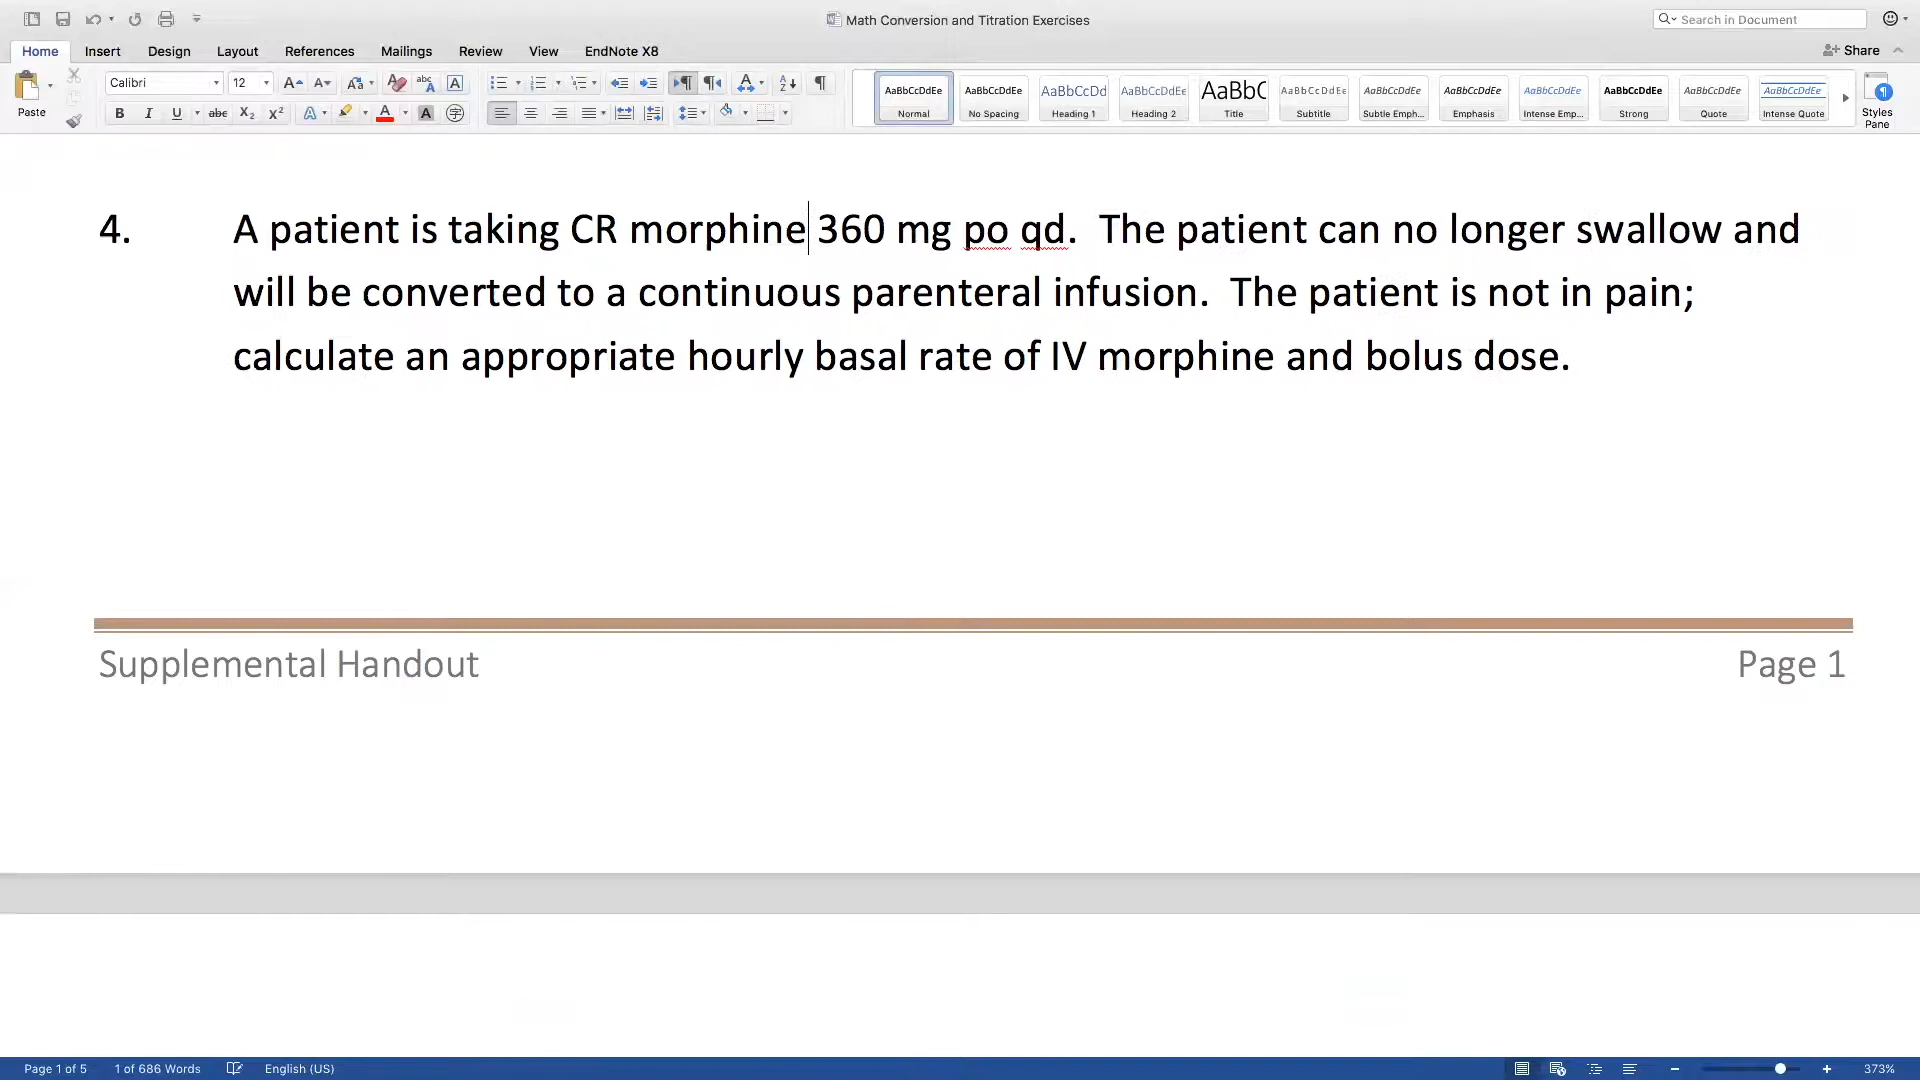 Math Conversion and Titration Exercises
Search in Document
Home Insert Design Layout References Mailings Review View EndNote X8
Share
Paste
Calibri 12
AaBbCcDdEe AaBbCcDdEe AaBbCcDd AaBbCcDdEe AaBbC AaBbCcDdEe AaBbCcDdEe AaBbCcDdEe AaBbCcDdEe AaBbCcDdEe AaBbCcDdEe AaBbCcDdEe
Normal No Spacing Heading 1 Heading 2 Title Subtitle Subtle Emph... Emphasis Intense Emp... Strong Quote Intense Quote
Styles
Pane
4. A patient is taking CR morphine 360 mg po qd. The patient can no longer swallow and
will be converted to a continuous parenteral infusion. The patient is not in pain;
calculate an appropriate hourly basal rate of IV morphine and bolus dose.
Supplemental Handout Page 1
Page 1 of 5 1 of 686 Words English (US) 373%